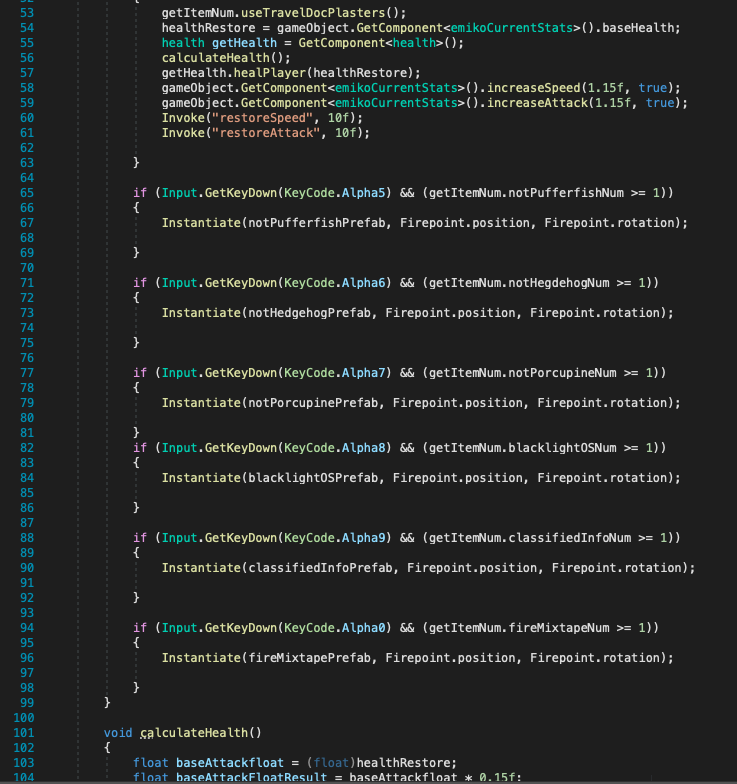 52 {
53 getItemNum.useTravelDocPlasters();
54 healthRestore = gameObject.GetComponent<emikoCurrentStats>().baseHealth;
55 health getHealth = GetComponent<health>();
56 calculateHealth();
57 getHealth.healPlayer(healthRestore);
58 gameObject.GetComponent<emikoCurrentStats>().increaseSpeed(1.15f, true);
59 gameObject.GetComponent<emikoCurrentStats>().increaseAttack(1.15f, true);
60 Invoke("restoreSpeed", 10f);
61 Invoke("restoreAttack", 10f);
62
63 }
64
65 if (Input.GetKeyDown(KeyCode.Alpha5) && (getItemNum.notPufferfishNum >= 1))
66 {
67 Instantiate(notPufferfishPrefab, Firepoint.position, Firepoint.rotation);
68
69 }
70
71 if (Input.GetKeyDown(KeyCode.Alpha6) && (getItemNum.notHegdehogNum >= 1))
72 {
73 Instantiate(notHedgehogPrefab, Firepoint.position, Firepoint.rotation);
74
75 }
76
77 if (Input.GetKeyDown(KeyCode.Alpha7) && (getItemNum.notPorcupineNum >= 1))
78 {
79 Instantiate(notPorcupinePrefab, Firepoint.position, Firepoint.rotation);
80
81 }
82 if (Input.GetKeyDown(KeyCode.Alpha8) && (getItemNum.blacklightOSNum >= 1))
83 {
84 Instantiate(blacklightOSPrefab, Firepoint.position, Firepoint.rotation);
85
86 }
87
88 if (Input.GetKeyDown(KeyCode.Alpha9) && (getItemNum.classifiedInfoNum >= 1))
89 {
90 Instantiate(classifiedInfoPrefab, Firepoint.position, Firepoint.rotation);
91
92 }
93
94 if (Input.GetKeyDown(KeyCode.Alpha0) && (getItemNum.fireMixtapeNum >= 1))
95 {
96 Instantiate(fireMixtapePrefab, Firepoint.position, Firepoint.rotation);
97
98 }
99 }
100
101 void calculateHealth()
102 {
103 float baseAttackfloat = (float)healthRestore;
104 float baseAttackFloatResult = baseAttackfloat * 0.15f;